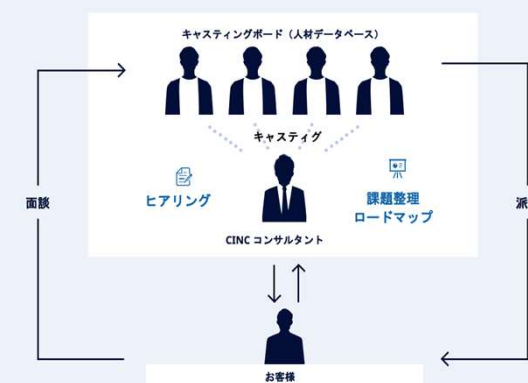 キャスティングボード（人材データベース）
キャスティング
ヒアリング
課題整理
ロードマップ
CINC コンサルタント
面談
派
お客様